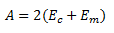 A = 2(E_c + E_m)